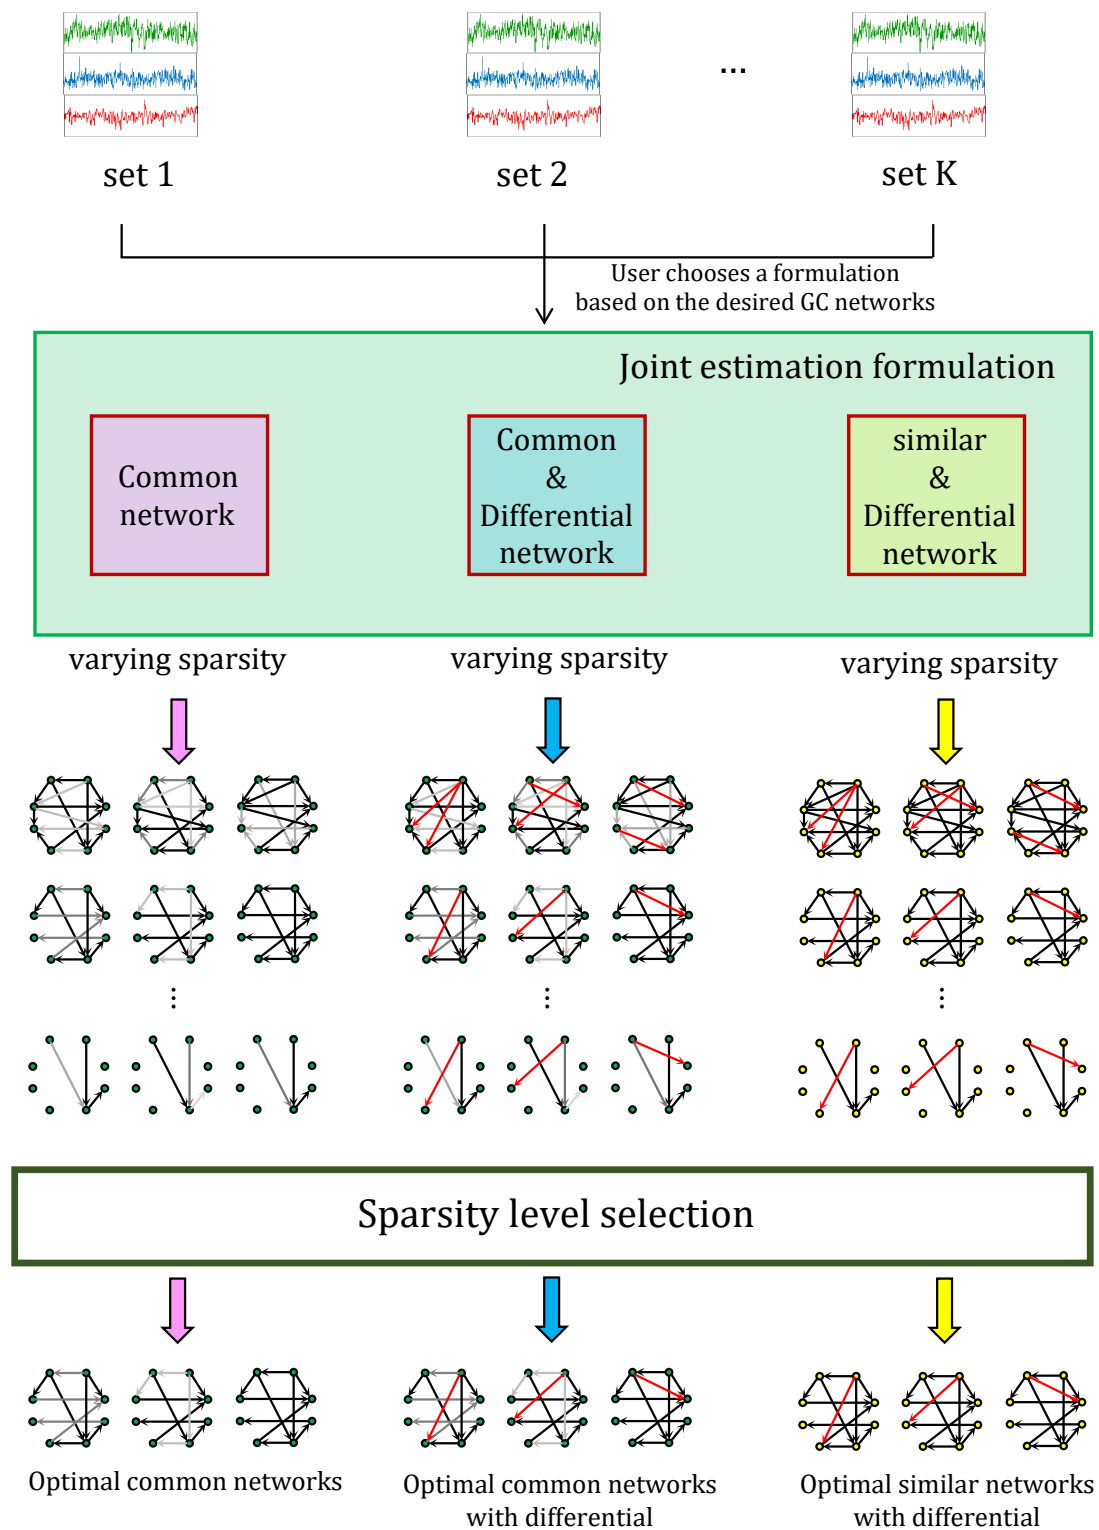 ...
set 1
set 2
set K
User chooses a formulation
based on the desired GC networks
Joint estimation formulation
Common
network
Common
&
Differential
network
similar
&
Differential
network
varying sparsity
varying sparsity
varying sparsity
⋮
⋮
⋮
Sparsity level selection
Optimal common networks
Optimal common networks
with differential
Optimal similar networks
with differential